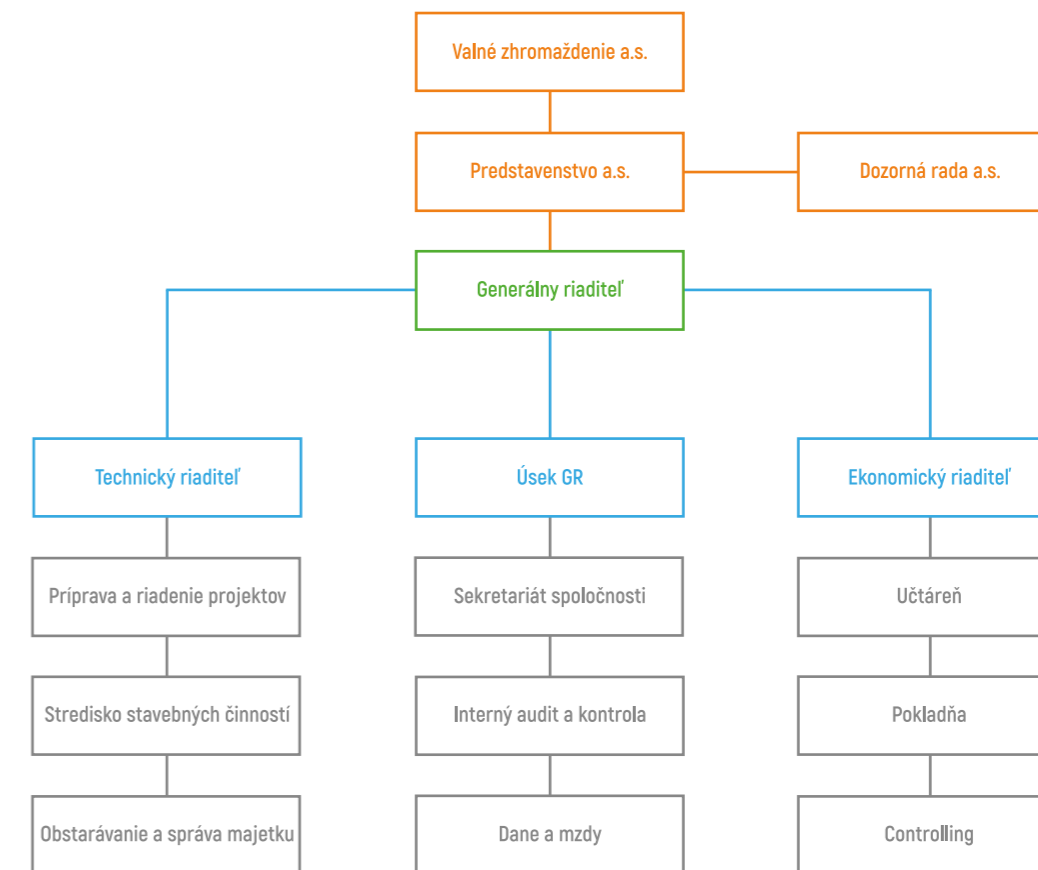 Valné zhromaždenie a.s.
Predstavenstvo a.s.
Dozorná rada a.s.
Generálny riaditeľ
Technický riaditeľ
Úsek GR
Ekonomický riaditeľ
Príprava a riadenie projektov
Sekretariát spoločnosti
Učtáreň
Stredisko stavebných činností
Interný audit a kontrola
Pokladňa
Obstarávanie a správa majetku
Dane a mzdy
Controlling